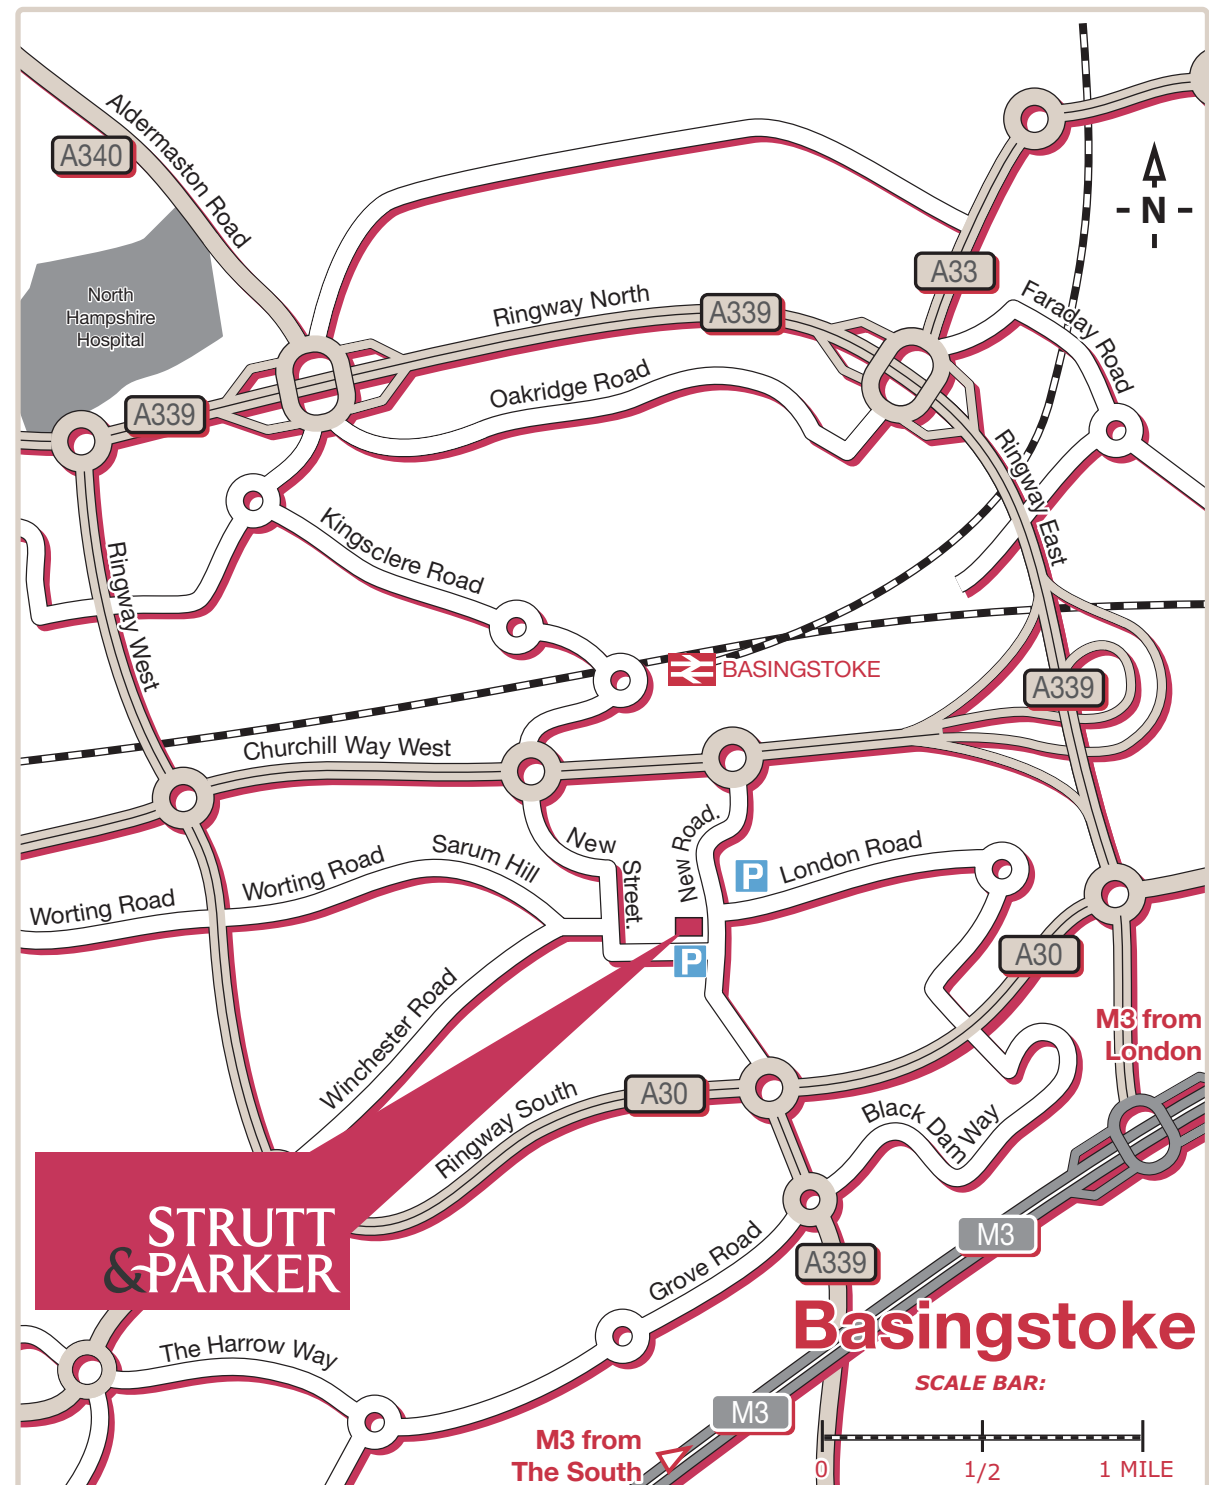 Aldermaston Road
A340
North
Hampshire
Hospital
N
A33
Ringway North
A339
Faraday Road
Oakridge Road
A339
Ringway East
Kingsclere Road
Ringway West
BASINGSTOKE
A339
Churchill Way West
New
Street.
New Road.
Sarum Hill
P
London Road
Worting Road
Worting Road
A30
P
Winchester Road
M3 from
London
A30
Ringway South
Black Dam Way
STRUTT
&PARKER
M3
Grove Road
A339
Basingstoke
The Harrow Way
SCALE BAR:
M3
M3 from
The South
0
1/2
1 MILE